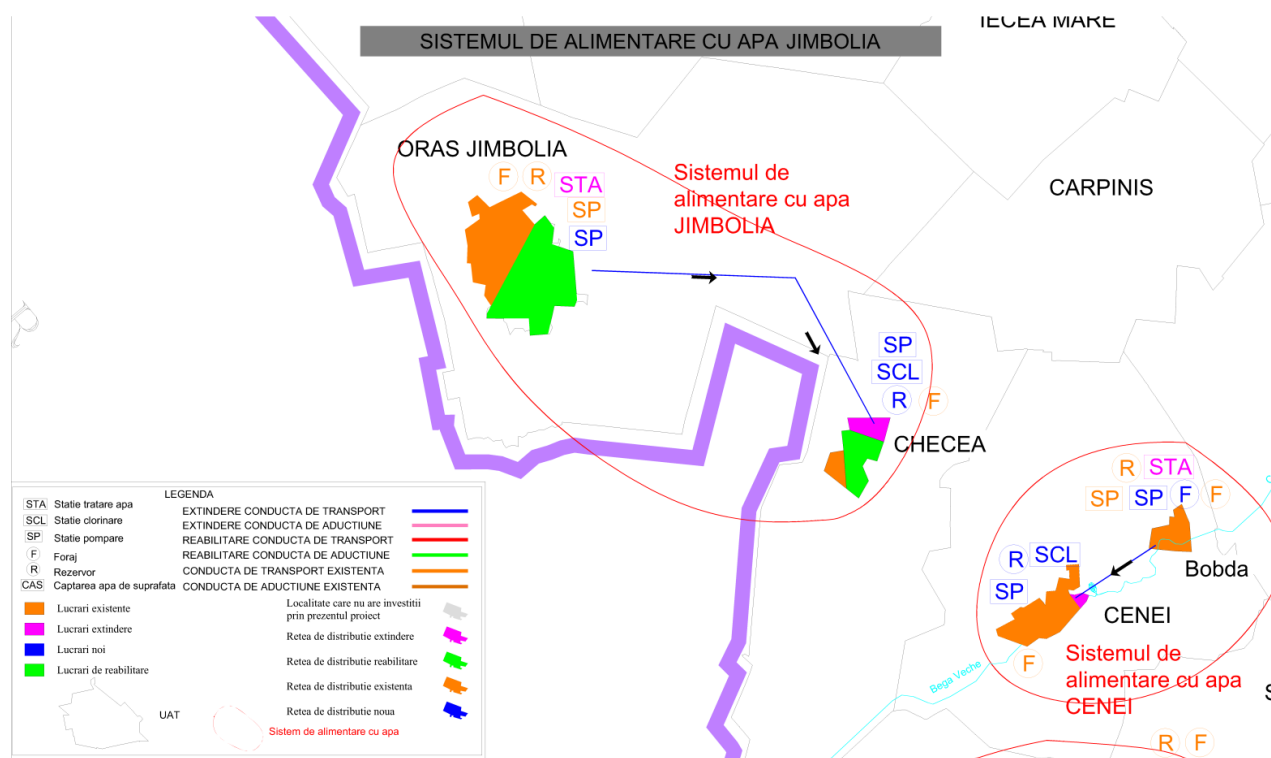 IECEA MARE
SISTEMUL DE ALIMENTARE CU APA JIMBOLIA
ORAS JIMBOLIA
F
R
STA
SP
SP
Sistemul de
alimentare cu apa
JIMBOLIA
CARPINIS
SP
SCL
R
F
CHECEA
R
STA
SP
SP
F
F
Bobda
R
SCL
SP
CENEI
F
Sistemul de
alimentare cu apa
CENEI
Bega Veche
R
F
LEGENDA
STA Statie tratare apa
SCL Statie clorinare
SP Statie pompare
F Foraj
R Rezervor
CAS Captarea apa de suprafata
EXTINDERE CONDUCTA DE TRANSPORT
EXTINDERE CONDUCTA DE ADUCTIUNE
REABILITARE CONDUCTA DE TRANSPORT
REABILITARE CONDUCTA DE ADUCTIUNE
CONDUCTA DE TRANSPORT EXISTENTA
CONDUCTA DE ADUCTIUNE EXISTENTA
Lucrari existente
Lucrari extindere
Lucrari noi
Lucrari de reabilitare
Localitate care nu are investitii
prin prezentul proiect
Retea de distributie extindere
Retea de distributie reabilitare
Retea de distributie existenta
Retea de distributie noua
UAT
Sistem de alimentare cu apa